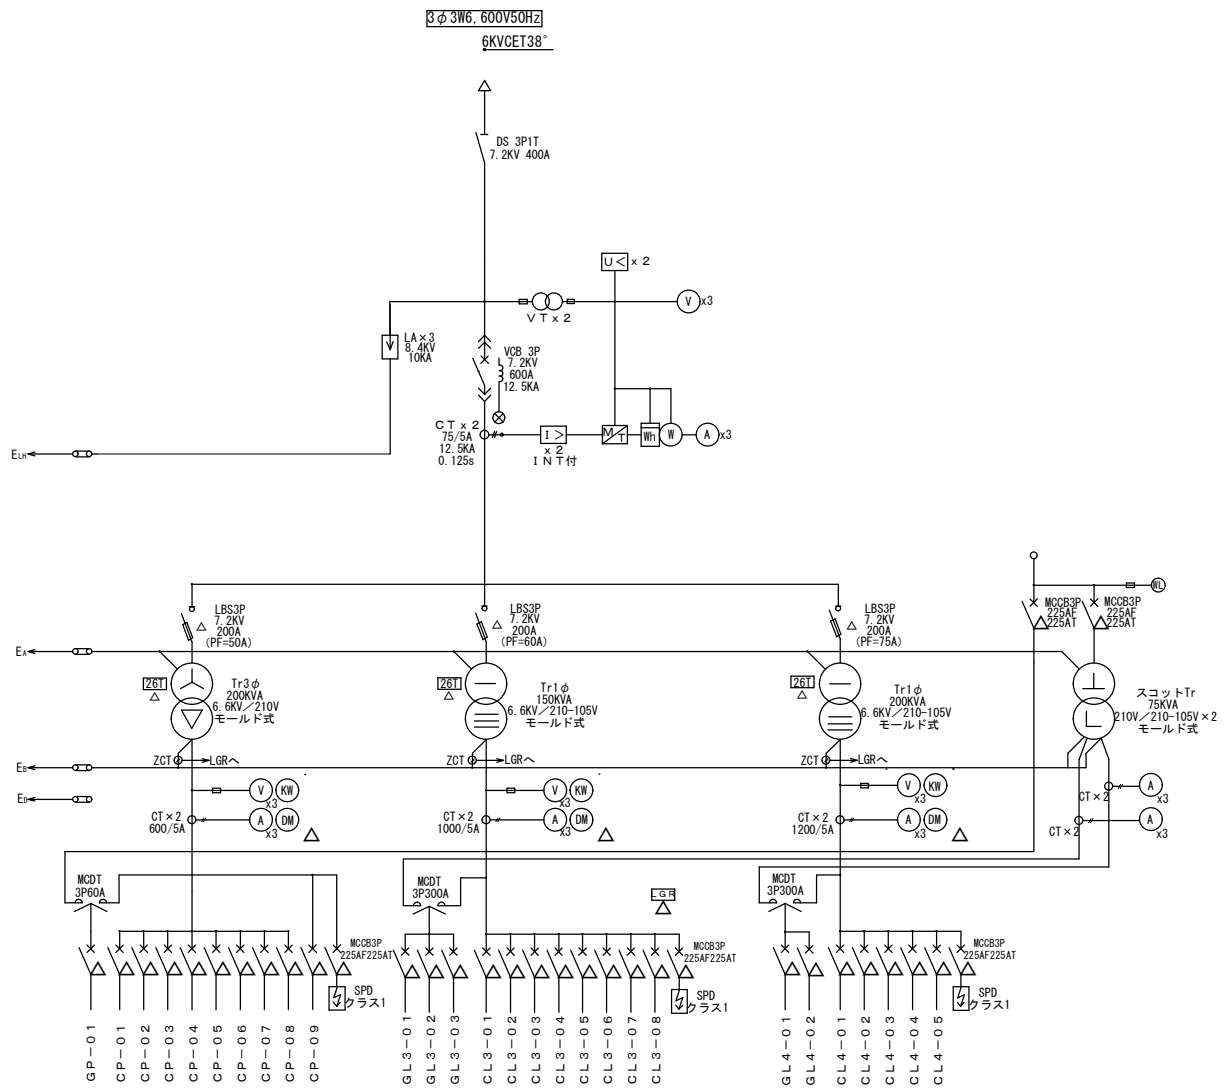 3φ3W6,600V50Hz
6KVCET38°
DS 3P1T
7.2KV 400A
U< x 2
V x3
VT x 2
LA×3
8.4KV
10KA
VCB 3P
7.2KV
600A
12.5KA
CT x 2
75/5A
12.5KA
0.125s
I >
x 2
INT付
M
T
Wh
W
A x3
ELH
LBS3P
7.2KV
200A
(PF=50A)
LBS3P
7.2KV
200A
(PF=60A)
LBS3P
7.2KV
200A
(PF=75A)
MCCB3P
225AF
225AT
MCCB3P
225AF
225AT
WL
EA
26T
Tr3φ
200KVA
6.6KV/210V
モールド式
26T
Tr1φ
150KVA
6.6KV/210-105V
モールド式
26T
Tr1φ
200KVA
6.6KV/210-105V
モールド式
スコットTr
75KVA
210V/210-105V×2
モールド式
ZCT
LGRへ
ZCT
LGRへ
ZCT
LGRへ
EB
ED
V
KW
x3
V
KW
x3
V
KW
x3
CT×2
A
x3
CT×2
600/5A
A
DM
x3
CT×2
1000/5A
A
DM
x3
CT×2
1200/5A
A
DM
x3
CT×2
A
x3
MCDT
3P60A
MCDT
3P300A
LGR
MCDT
3P300A
MCCB3P
225AF225AT
MCCB3P
225AF225AT
MCCB3P
225AF225AT
SPD
クラス1
SPD
クラス1
SPD
クラス1
GP-01
CP-01
CP-02
CP-03
CP-04
CP-05
CP-06
CP-07
CP-08
CP-09
GL3-01
GL3-02
GL3-03
CL3-01
CL3-02
CL3-03
CL3-04
CL3-05
CL3-06
CL3-07
CL3-08
GL4-01
GL4-02
CL4-01
CL4-02
CL4-03
CL4-04
CL4-05